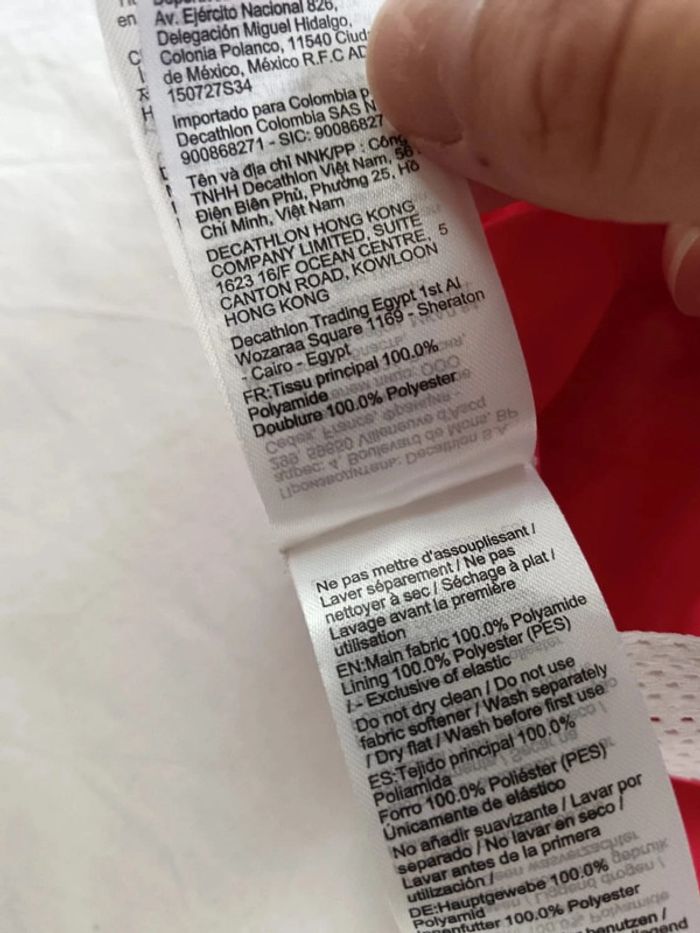 en
Av. Ejército Nacional 826,
Delegación Miguel Hidalgo,
Colonia Polanco, 11540 Ciud
de México, México R.F.C AD
150727S34
Importado para Colombia p
Decathlon Colombia SAS N
900868271 - SIC: 90086827
Tên và địa chỉ NNK/PP : Công
TNHH Decathlon Việt Nam, 56
Điện Biên Phủ, Phường 25, Hồ
Chí Minh, Việt Nam
DECATHLON HONG KONG
COMPANY LIMITED, SUITE
1623 16/F OCEAN CENTRE, 5
CANTON ROAD, KOWLOON
HONG KONG
Decathlon Trading Egypt 1st Al
Wozaraa Square 1169 - Sheraton
- Cairo - Egypt
FR:Tissu principal 100.0%
Polyamide
Doublure 100.0% Polyester
Ne pas mettre d'assouplissant /
Laver séparement / Ne pas
nettoyer à sec / Séchage à plat /
Lavage avant la première
utilisation
EN:Main fabric 100.0% Polyamide
Lining 100.0% Polyester (PES)
/- Exclusive of elastic
Do not dry clean / Do not use
fabric softener / Wash separately
/ Dry flat / Wash before first use
ES:Tejido principal 100.0%
Poliamida
Forro 100.0% Poliéster (PES)
Únicamente de elástico
No añadir suavizante / Lavar por
separado / No lavar en seco /
Lavar antes de la primera
utilización /
DE:Hauptgewebe 100.0%
Polyamid
nenfutter 100.0% Polyester
benutzen /